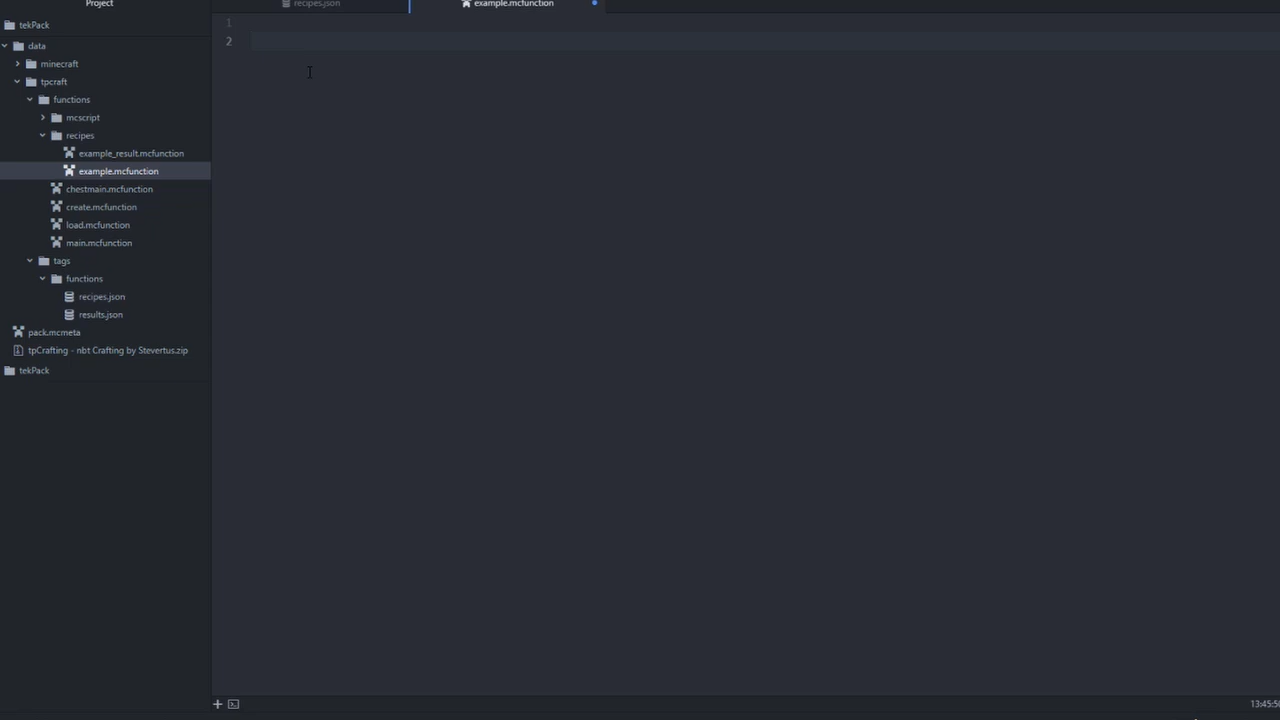 Project
recipes.json
example.mcfunction
tekPack
data
minecraft
tpcraft
functions
mcscript
recipes
example_result.mcfunction
example.mcfunction
chestmain.mcfunction
create.mcfunction
load.mcfunction
main.mcfunction
tags
functions
recipes.json
results.json
pack.mcmeta
tpCrafting - nbt Crafting by Stevertus.zip
tekPack
1
2